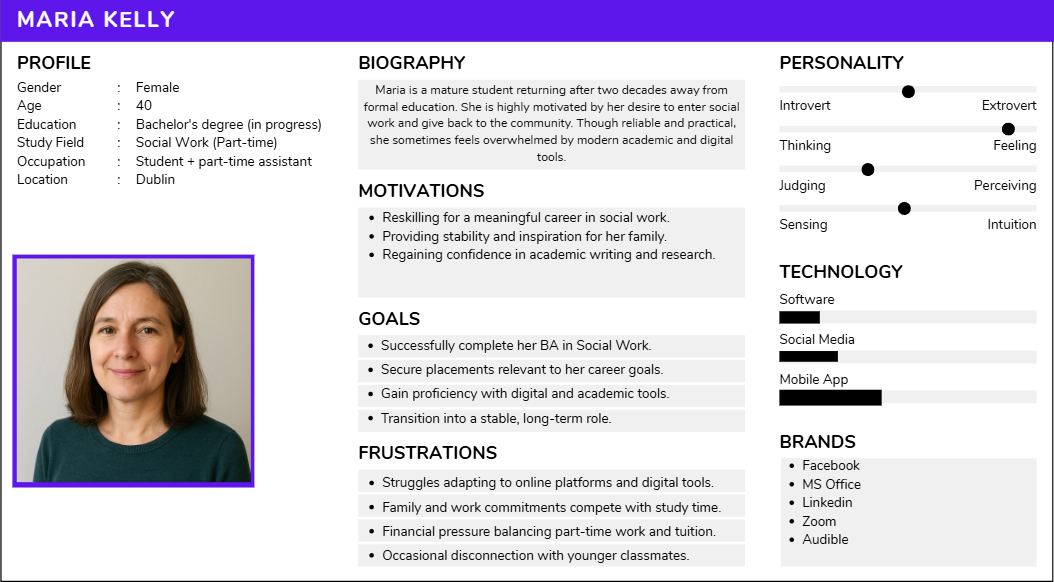 MARIA KELLY
PROFILE
Gender : Female
Age : 40
Education : Bachelor's degree (in progress)
Study Field : Social Work (Part-time)
Occupation : Student + part-time assistant
Location : Dublin
BIOGRAPHY
Maria is a mature student returning after two decades away from
formal education. She is highly motivated by her desire to enter social
work and give back to the community. Though reliable and practical,
she sometimes feels overwhelmed by modern academic and digital
tools.
MOTIVATIONS
• Reskilling for a meaningful career in social work.
• Providing stability and inspiration for her family.
• Regaining confidence in academic writing and research.
GOALS
• Successfully complete her BA in Social Work.
• Secure placements relevant to her career goals.
• Gain proficiency with digital and academic tools.
• Transition into a stable, long-term role.
FRUSTRATIONS
• Struggles adapting to online platforms and digital tools.
• Family and work commitments compete with study time.
• Financial pressure balancing part-time work and tuition.
• Occasional disconnection with younger classmates.
PERSONALITY
Introvert Extrovert
Thinking Feeling
Judging Perceiving
Sensing Intuition
TECHNOLOGY
Software
Social Media
Mobile App
BRANDS
• Facebook
• MS Office
• Linkedin
• Zoom
• Audible